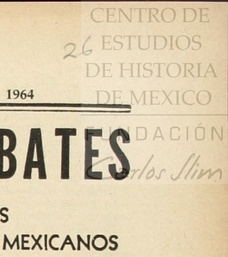 CENTRO DE
26
ESTUDIOS
DE HISTORIA
DE MEXICO
1964
FUNDACIÓN
BATES
Carlos Slim
S
MEXICANOS